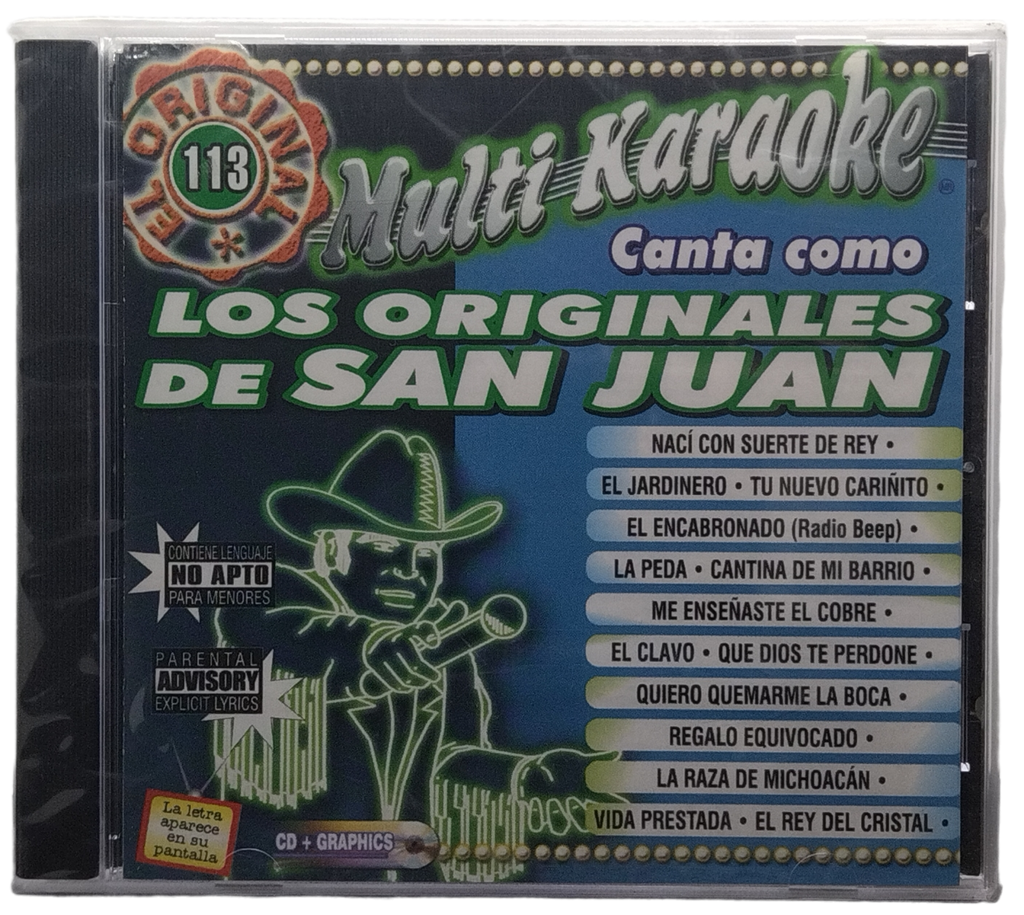 EL ORIGINAL *
113
Multi Karaoke
Canta como
LOS ORIGINALES
DE SAN JUAN
NACÍ CON SUERTE DE REY •
EL JARDINERO • TU NUEVO CARIÑITO •
EL ENCABRONADO (Radio Beep) •
LA PEDA • CANTINA DE MI BARRIO •
ME ENSEÑASTE EL COBRE •
EL CLAVO • QUE DIOS TE PERDONE •
QUIERO QUEMARME LA BOCA •
REGALO EQUIVOCADO •
LA RAZA DE MICHOACÁN •
VIDA PRESTADA • EL REY DEL CRISTAL •
CONTIENE LENGUAJE
NO APTO
PARA MENORES
PARENTAL
ADVISORY
EXPLICIT LYRICS
La letra
aparece
en su
pantalla
CD + GRAPHICS